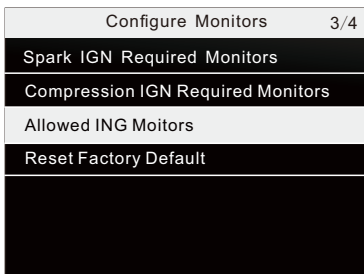 Configure Monitors 3/4
Spark IGN Required Monitors
Compression IGN Required Monitors
Allowed ING Moitors
Reset Factory Default